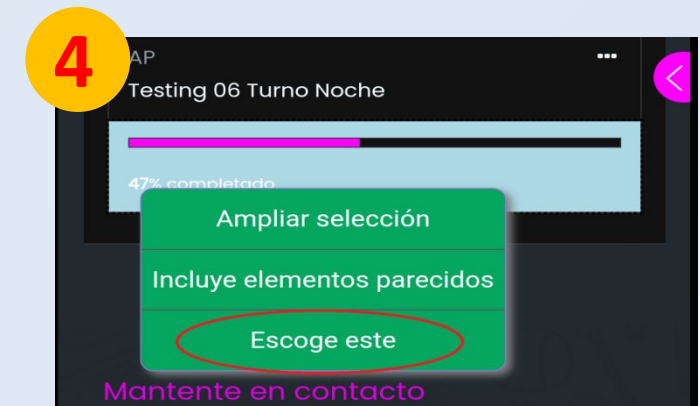 4
AP
Testing 06 Turno Noche
47% completado
Ampliar selección
Incluye elementos parecidos
Escoge este
Mantente en contacto